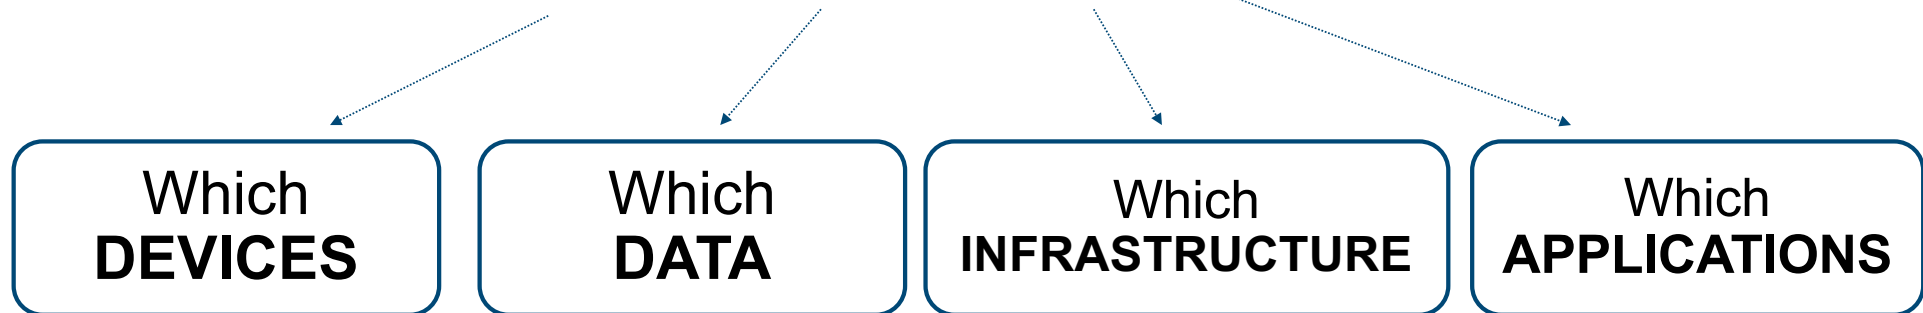 Which
DEVICES
Which
DATA
Which
INFRASTRUCTURE
Which
APPLICATIONS